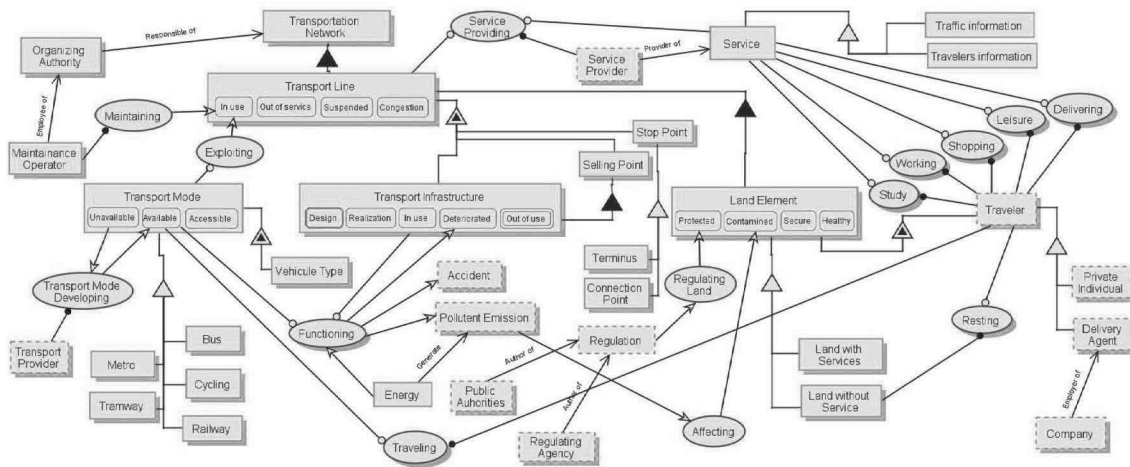 Organizing
Authority
Responsible of
Transportation
Network
Service
Providing
Service
Provider
Provider of
Service
Traffic information
Travelers information
Employee of
Maintaining
Transport Line
In use
Out of service
Suspended
Congestion
Maintainance
Operator
Exploiting
Stop Point
Selling Point
Delivering
Leisure
Shopping
Working
Study
Traveler
Transport Mode
Unavailable
Available
Accessible
Transport Infrastructure
Design
Realization
In use
Deteriorated
Out of use
Land Element
Protected
Contamined
Secure
Healthy
Vehicule Type
Transport Mode
Developing
Transport
Provider
Bus
Metro
Cycling
Tramway
Railway
Functioning
Accident
Pollutent Emission
Generate
Energy
Terminus
Connection
Point
Regulating
Land
Regulation
Author of
Public
Auhorities
Author of
Regulating
Agency
Traveling
Affecting
Land with
Services
Land without
Service
Resting
Private
Individual
Delivery
Agent
Employer of
Company